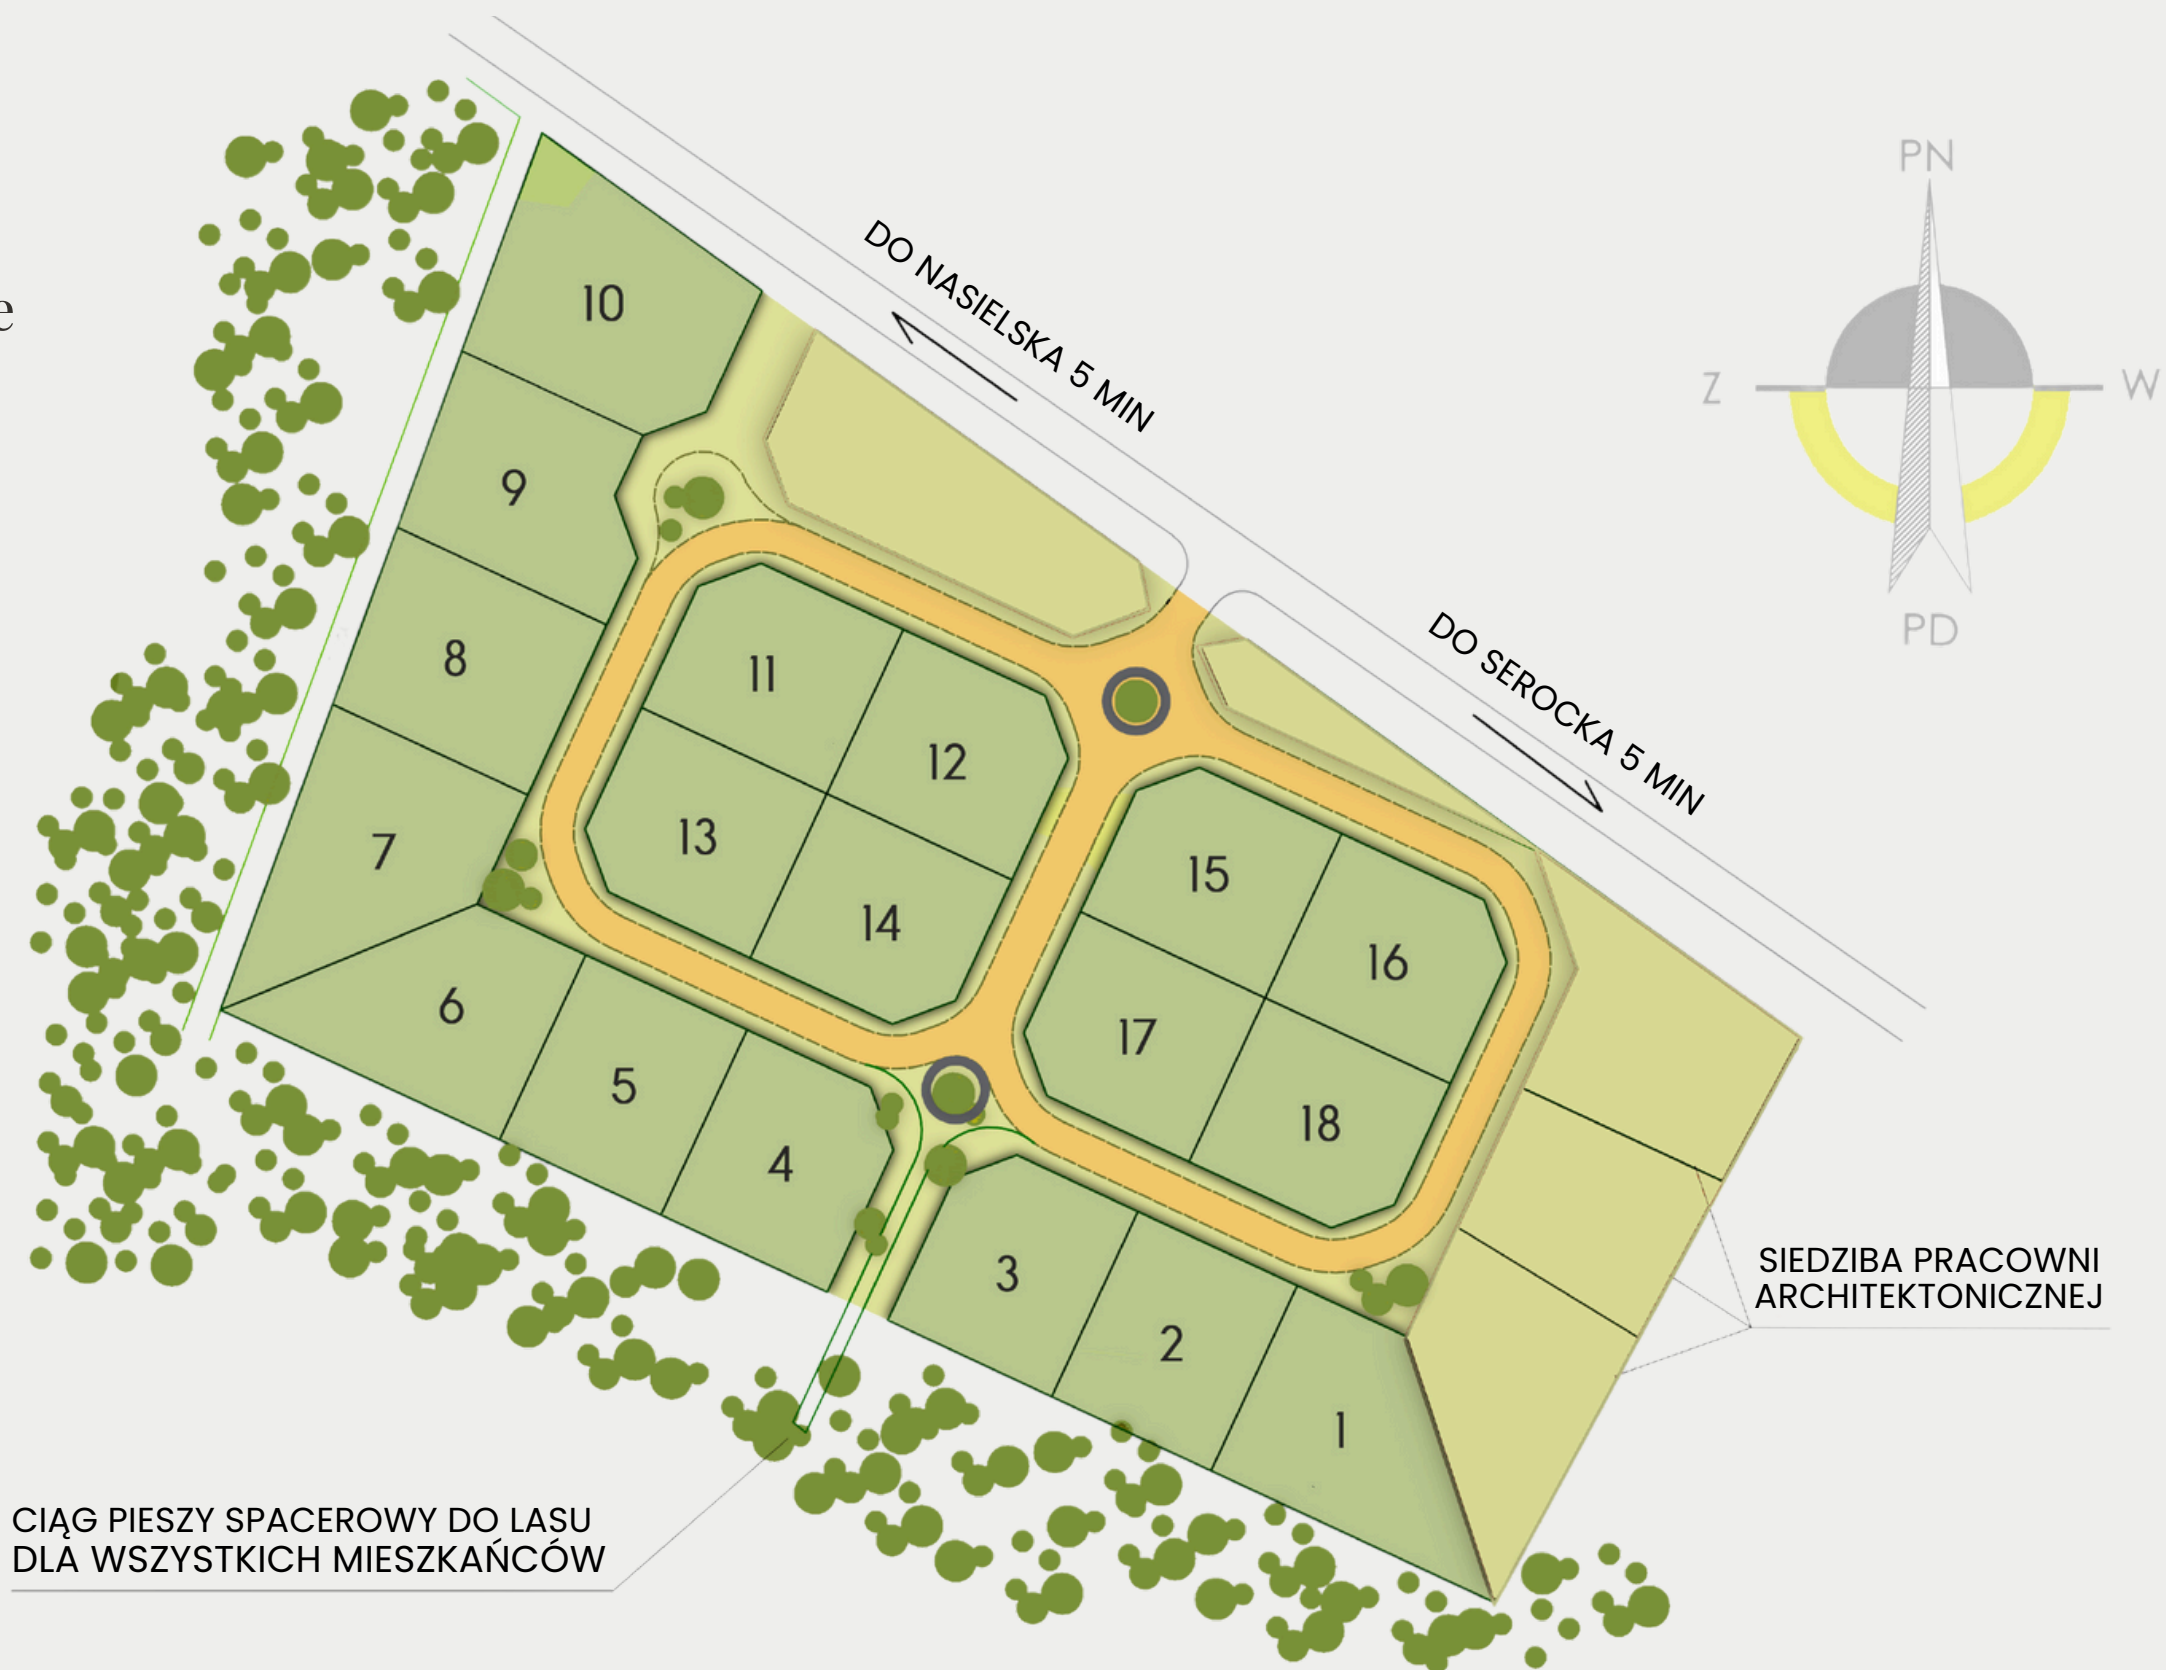 e
PN
Z
W
PD
DO NASIELSKA 5 MIN
DO SEROCKA 5 MIN
10
9
8
7
11
12
13
14
15
16
17
18
6
5
4
3
2
1
SIEDZIBA PRACOWNI
ARCHITEKTONICZNEJ
CIĄG PIESZY SPACEROWY DO LASU
DLA WSZYSTKICH MIESZKAŃCÓW